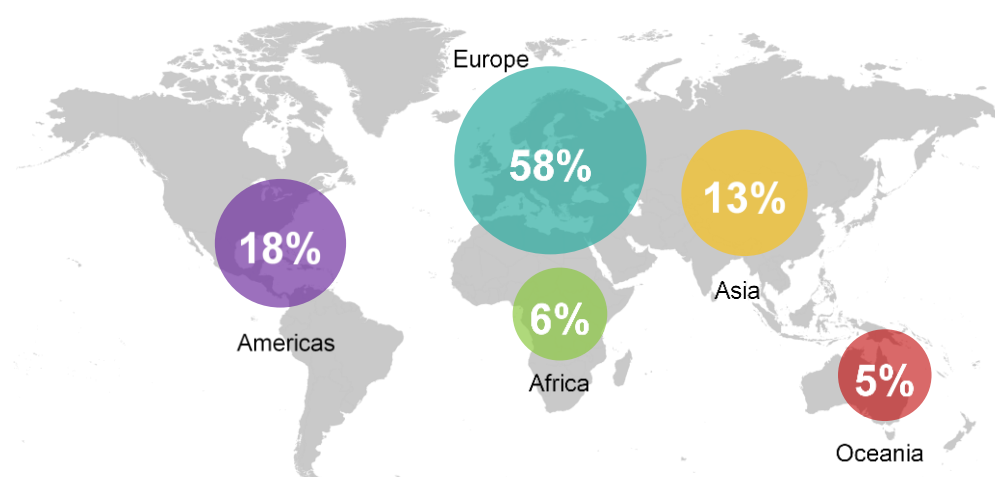 Europe
58%
13%
18%
Asia
6%
Americas
5%
Africa
Oceania